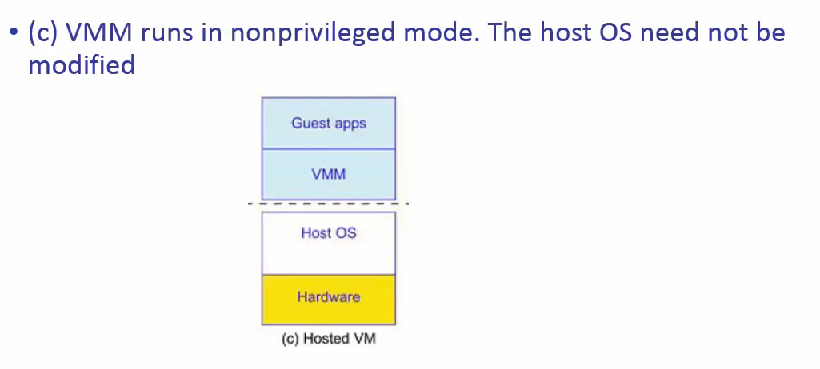 • (c) VMM runs in nonprivileged mode. The host OS need not be
modified
Guest apps
VMM
Host OS
Hardware
(c) Hosted VM